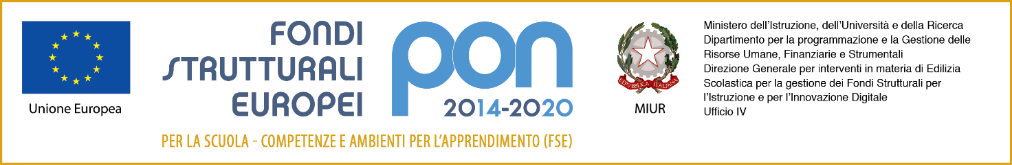 Unione Europea
FONDI
STRUTTURALI
EUROPEI
pon
2014-2020
PER LA SCUOLA - COMPETENZE E AMBIENTI PER L'APPRENDIMENTO (FSE)
MIUR
Ministero dell'Istruzione, dell'Università e della Ricerca
Dipartimento per la programmazione e la Gestione delle
Risorse Umane, Finanziarie e Strumentali
Direzione Generale per interventi in materia di Edilizia
Scolastica per la gestione dei Fondi Strutturali per
l'Istruzione e per l'Innovazione Digitale
Ufficio IV